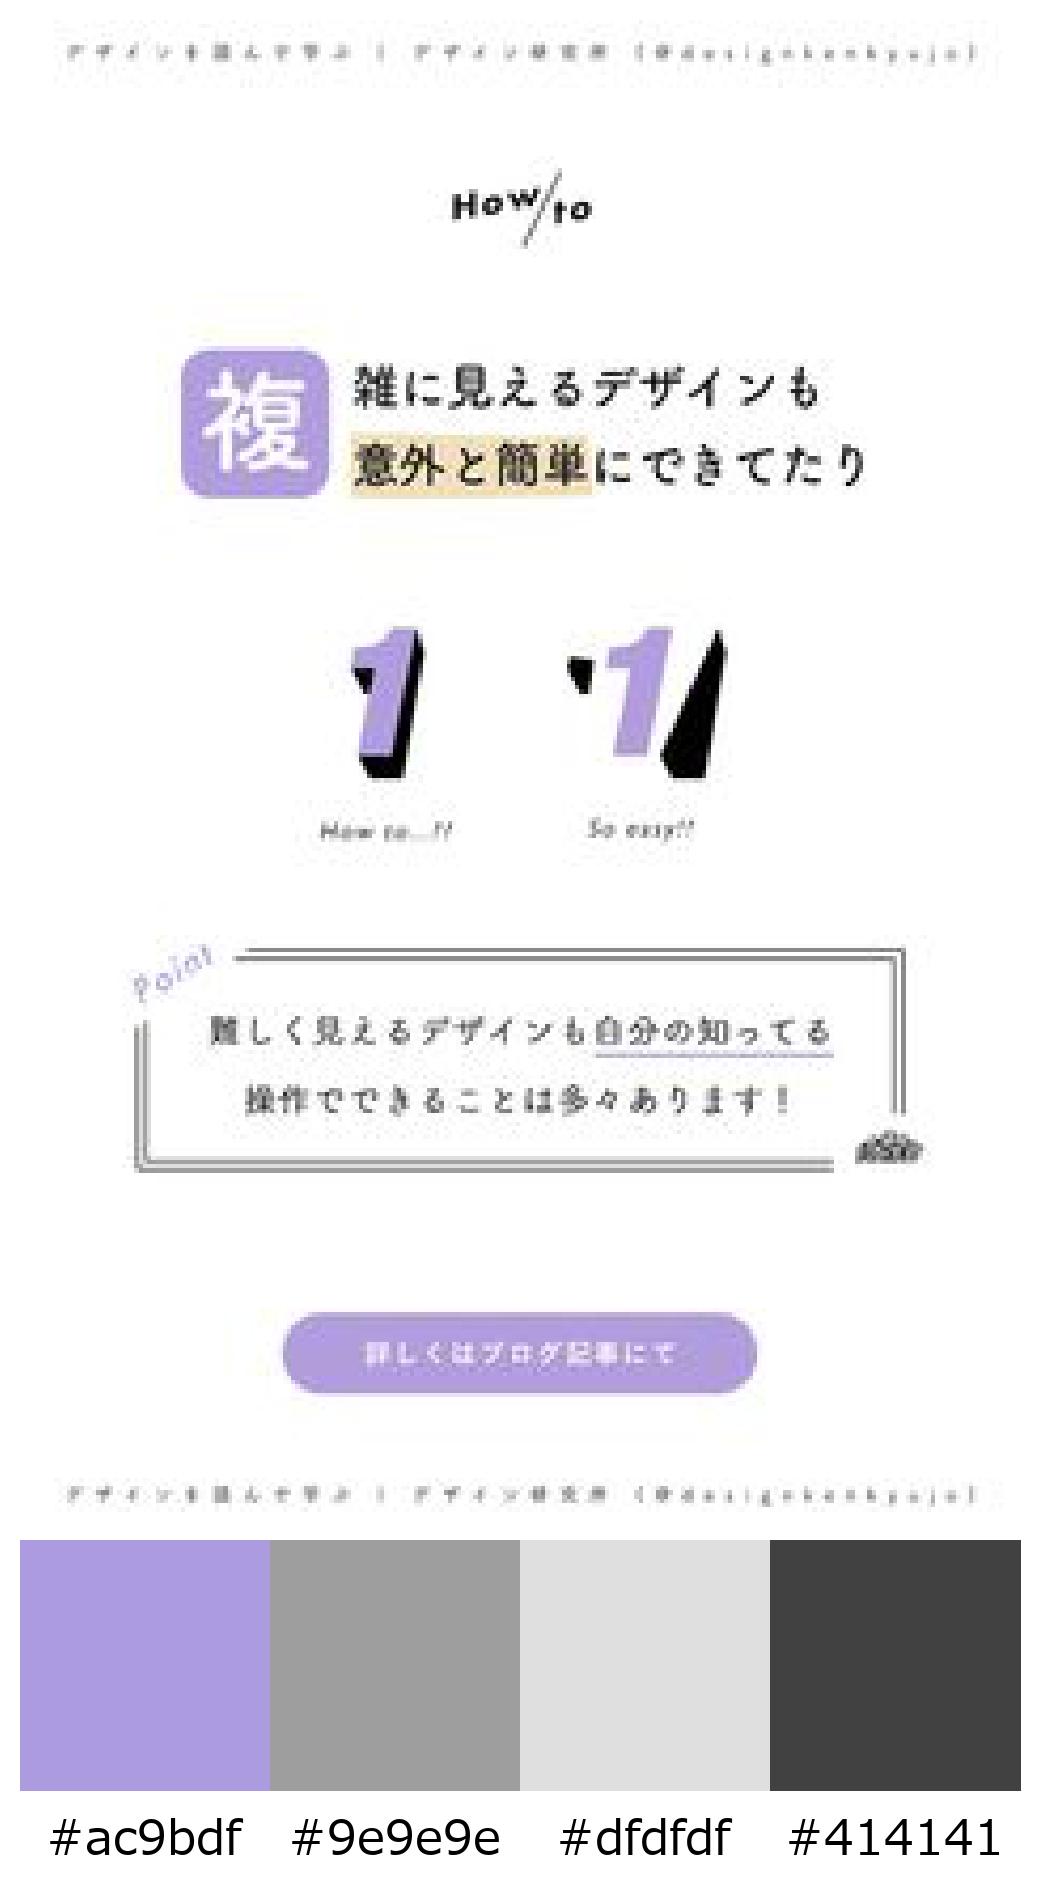 デザインを読んで学ぶ | デザイン研究所 (@designkenkyujo)
How/to
複雑に見えるデザインも
意外と簡単にできてたり
1 1
How to...!! So easy!!
Point
難しく見えるデザインも自分の知ってる
操作でできることは多々あります！
詳しくはブログ記事にて
デザインを読んで学ぶ | デザイン研究所 (@designkenkyujo)
#ac9bdf #9e9e9e #dfdfdf #414141